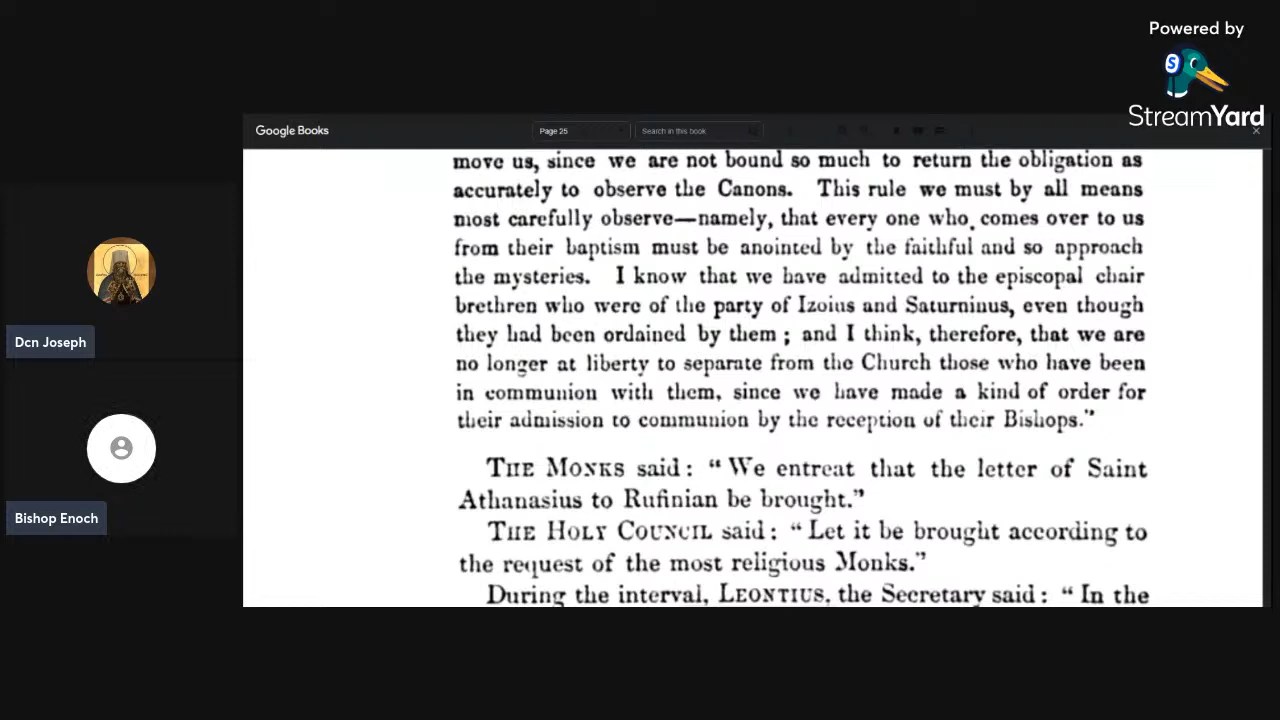 Powered by
StreamYard
Google Books
Page 25
Search in this book
move us, since we are not bound so much to return the obligation as
accurately to observe the Canons. This rule we must by all means
most carefully observe—namely, that every one who comes over to us
from their baptism must be anointed by the faithful and so approach
the mysteries. I know that we have admitted to the episcopal chair
brethren who were of the party of Izoius and Saturninus, even though
they had been ordained by them ; and I think, therefore, that we are
no longer at liberty to separate from the Church those who have been
in communion with them, since we have made a kind of order for
their admission to communion by the reception of their Bishops."
THE MONKS said: "We entreat that the letter of Saint
Athanasius to Rufinian be brought."
THE HOLY COUNCIL said: "Let it be brought according to
the request of the most religious Monks."
During the interval, LEONTIUS, the Secretary said: "In the
Dcn Joseph
Bishop Enoch